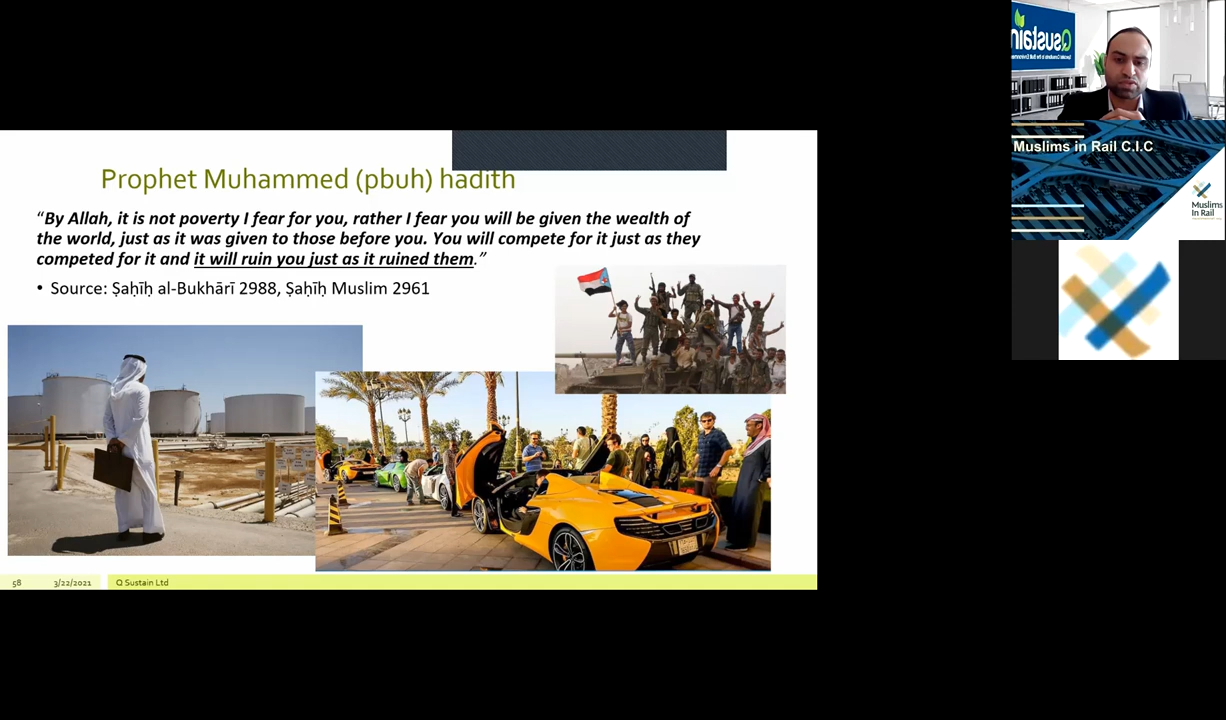 Prophet Muhammed (pbuh) hadith
“By Allah, it is not poverty I fear for you, rather I fear you will be given the wealth of
the world, just as it was given to those before you. You will compete for it just as they
competed for it and it will ruin you just as it ruined them.”
• Source: Ṣaḥīḥ al-Bukhārī 2988, Ṣaḥīḥ Muslim 2961
58 3/22/2021 Q Sustain Ltd
Qsustain
Muslims in Rail C.I.C
Muslims
In Rail